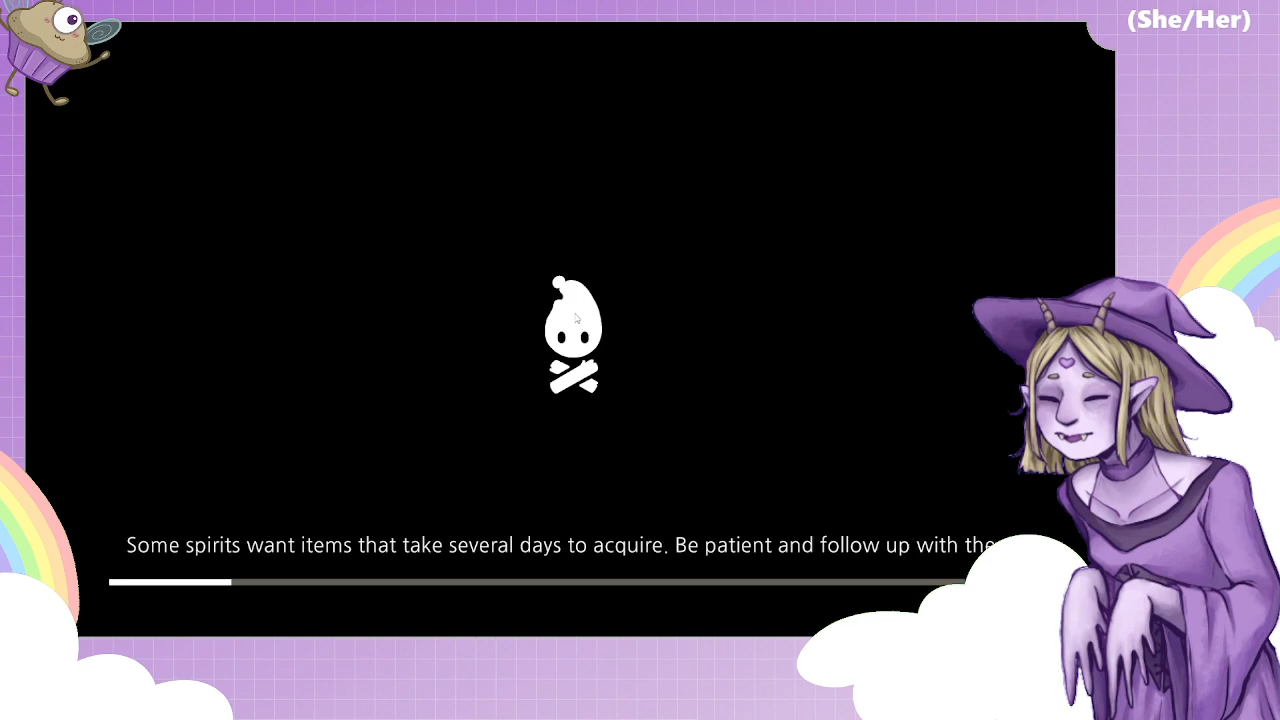 (She/Her)
Some spirits want items that take several days to acquire. Be patient and follow up with the